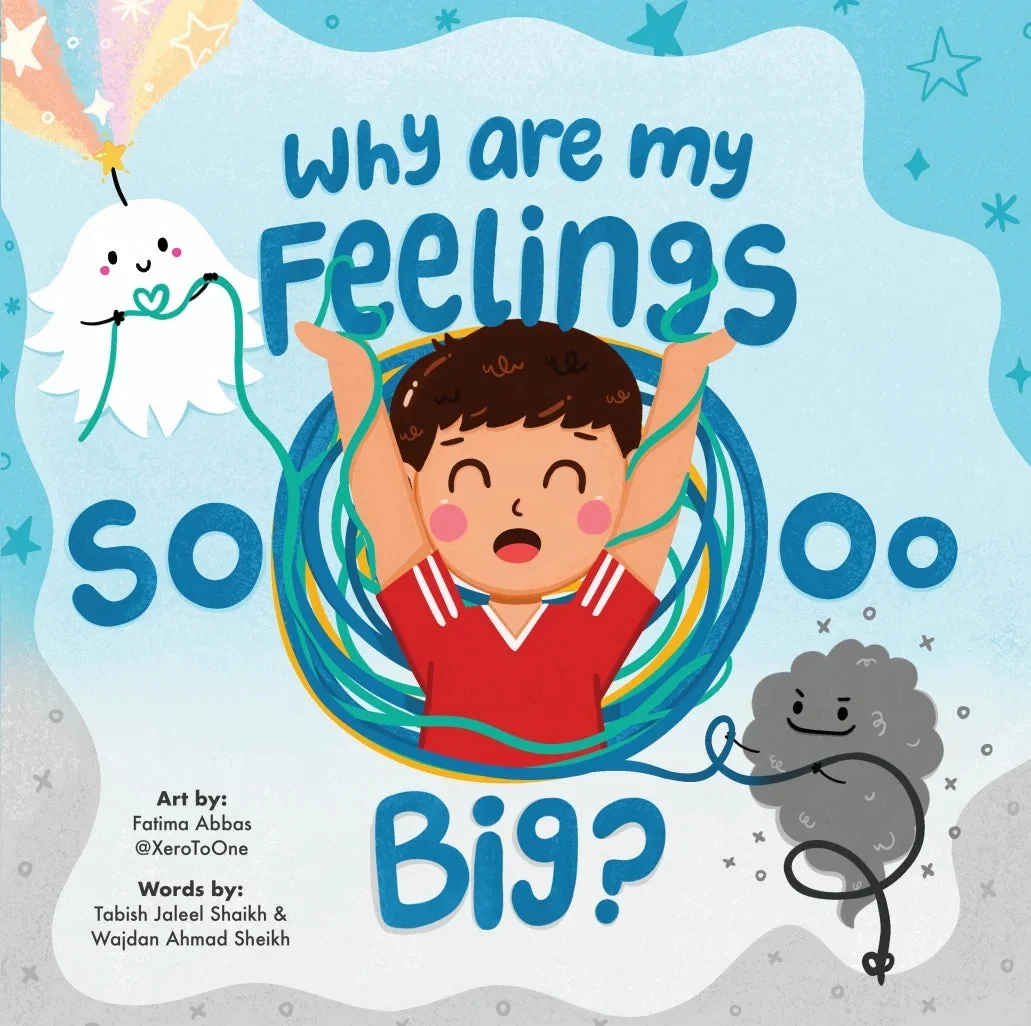 Why are my
Feelings
SO Oo
Big?
Art by:
Fatima Abbas
@XeroToOne
Words by:
Tabish Jaleel Shaikh &
Wajdan Ahmad Sheikh